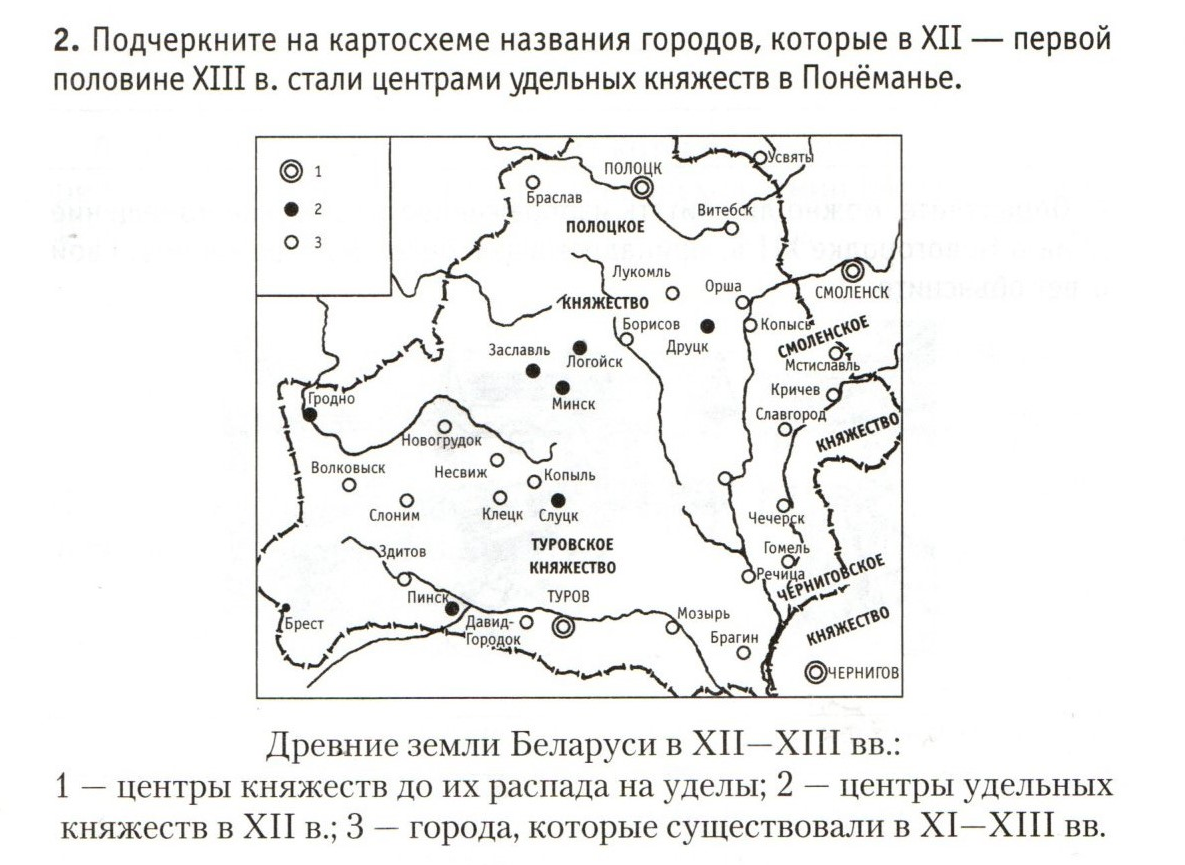 2. Подчеркните на картосхеме названия городов, которые в XII — первой
половине XIII в. стали центрами удельных княжеств в Понёманье.
1
2
3
ПОЛОЦК
Усвяты
Браслав
Витебск
ПОЛОЦКОЕ
Лукомль
Орша
СМОЛЕНСК
КНЯЖЕСТВО
Борисов
Копысь
СМОЛЕНСКОЕ
Друцк
Заславль
Логойск
Мстиславль
Минск
Кричев
Гродно
Славгород
КНЯЖЕСТВО
Новогрудок
Волковыск
Несвиж
Копыль
Слоним
Клецк
Слуцк
Чечерск
ТУРОВСКОЕ
КНЯЖЕСТВО
Здитов
Гомель
Речица
ЧЕРНИГОВСКОЕ
Пинск
ТУРОВ
Брест
Давид-
Городок
Мозырь
Брагин
КНЯЖЕСТВО
ЧЕРНИГОВ
Древние земли Беларуси в XII—XIII вв.:
1 — центры княжеств до их распада на уделы; 2 — центры удельных
княжеств в XII в.; 3 — города, которые существовали в XI—XIII вв.